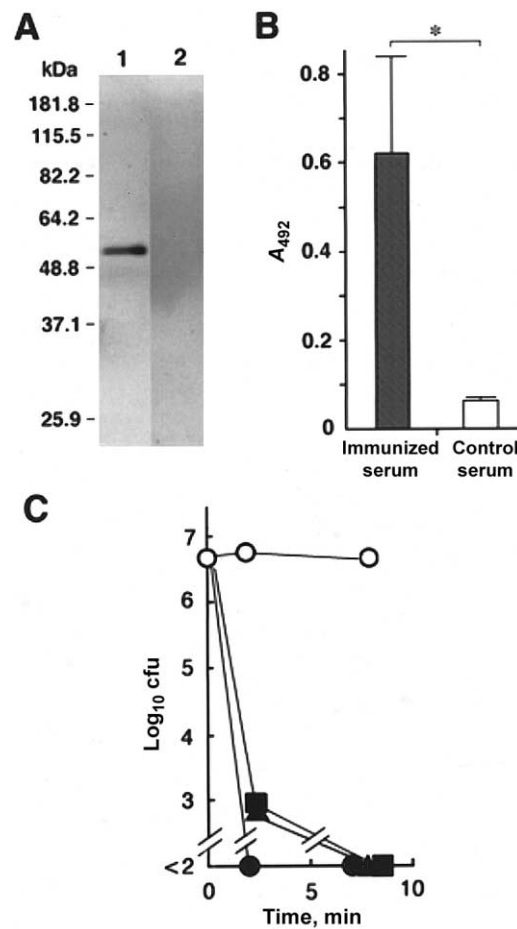 A
1 2
kDa
181.8
115.5
82.2
64.2
48.8
37.1
25.9
B
*
0.8
0.6
0.4
0.2
0
A492
Immunized serum
Control serum
C
7
6
5
4
3
<2
Log10 cfu
0 5 10
Time, min